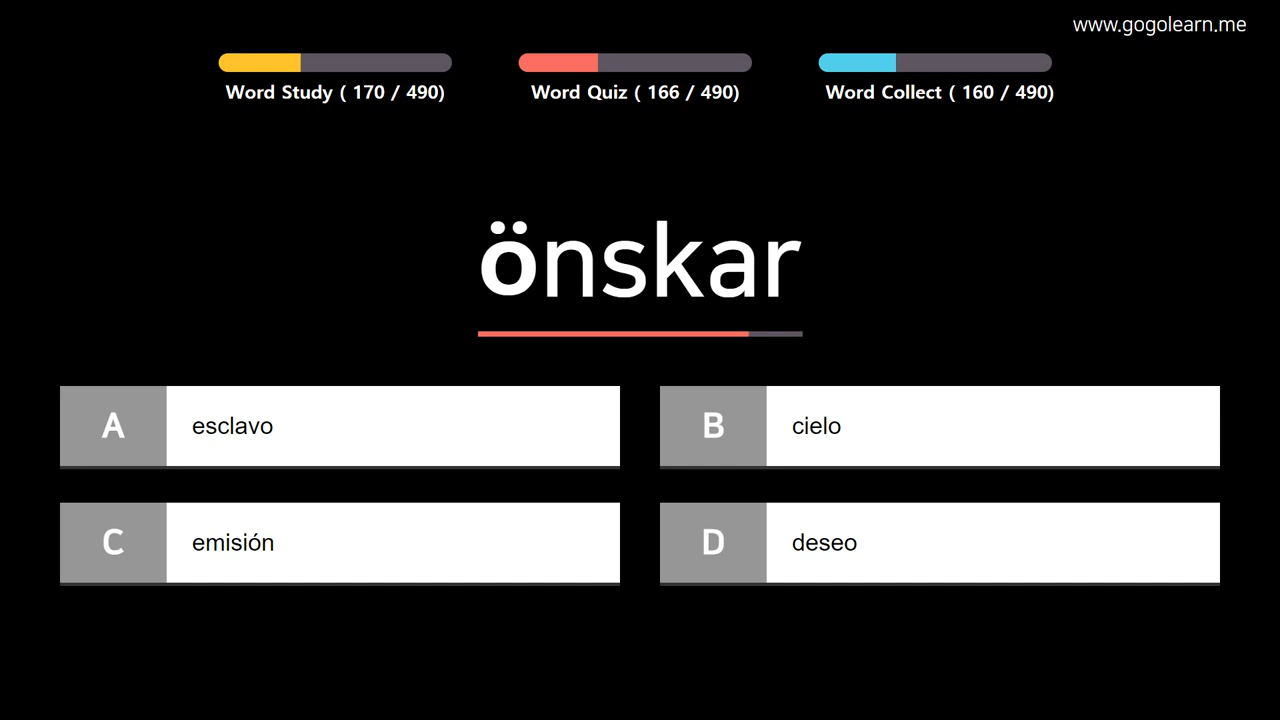 www.gogolearn.me
Word Study ( 170 / 490)
Word Quiz ( 166 / 490)
Word Collect ( 160 / 490)
önskar
A esclavo
B cielo
C emisión
D deseo